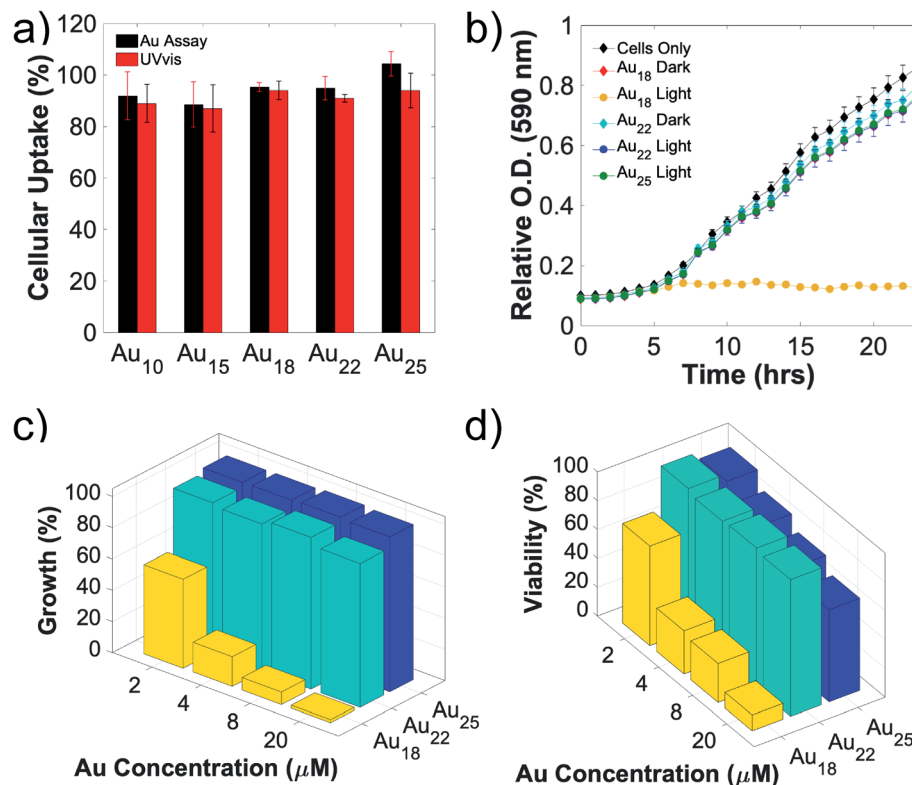 a)
120
100
80
60
40
20
0
Cellular Uptake (%)
Au Assay
UVvis
Au10 Au15 Au18 Au22 Au25
b)
1
0.8
0.6
0.4
0.2
0
Relative O.D. (590 nm)
Cells Only
Au18 Dark
Au18 Light
Au22 Dark
Au22 Light
Au25 Light
0 5 10 15 20
Time (hrs)
c)
100
80
60
40
20
0
Growth (%)
2
4
8
20
Au18
Au22
Au25
Au Concentration (μM)
d)
100
80
60
40
20
0
Viability (%)
2
4
8
20
Au18
Au22
Au25
Au Concentration (μM)